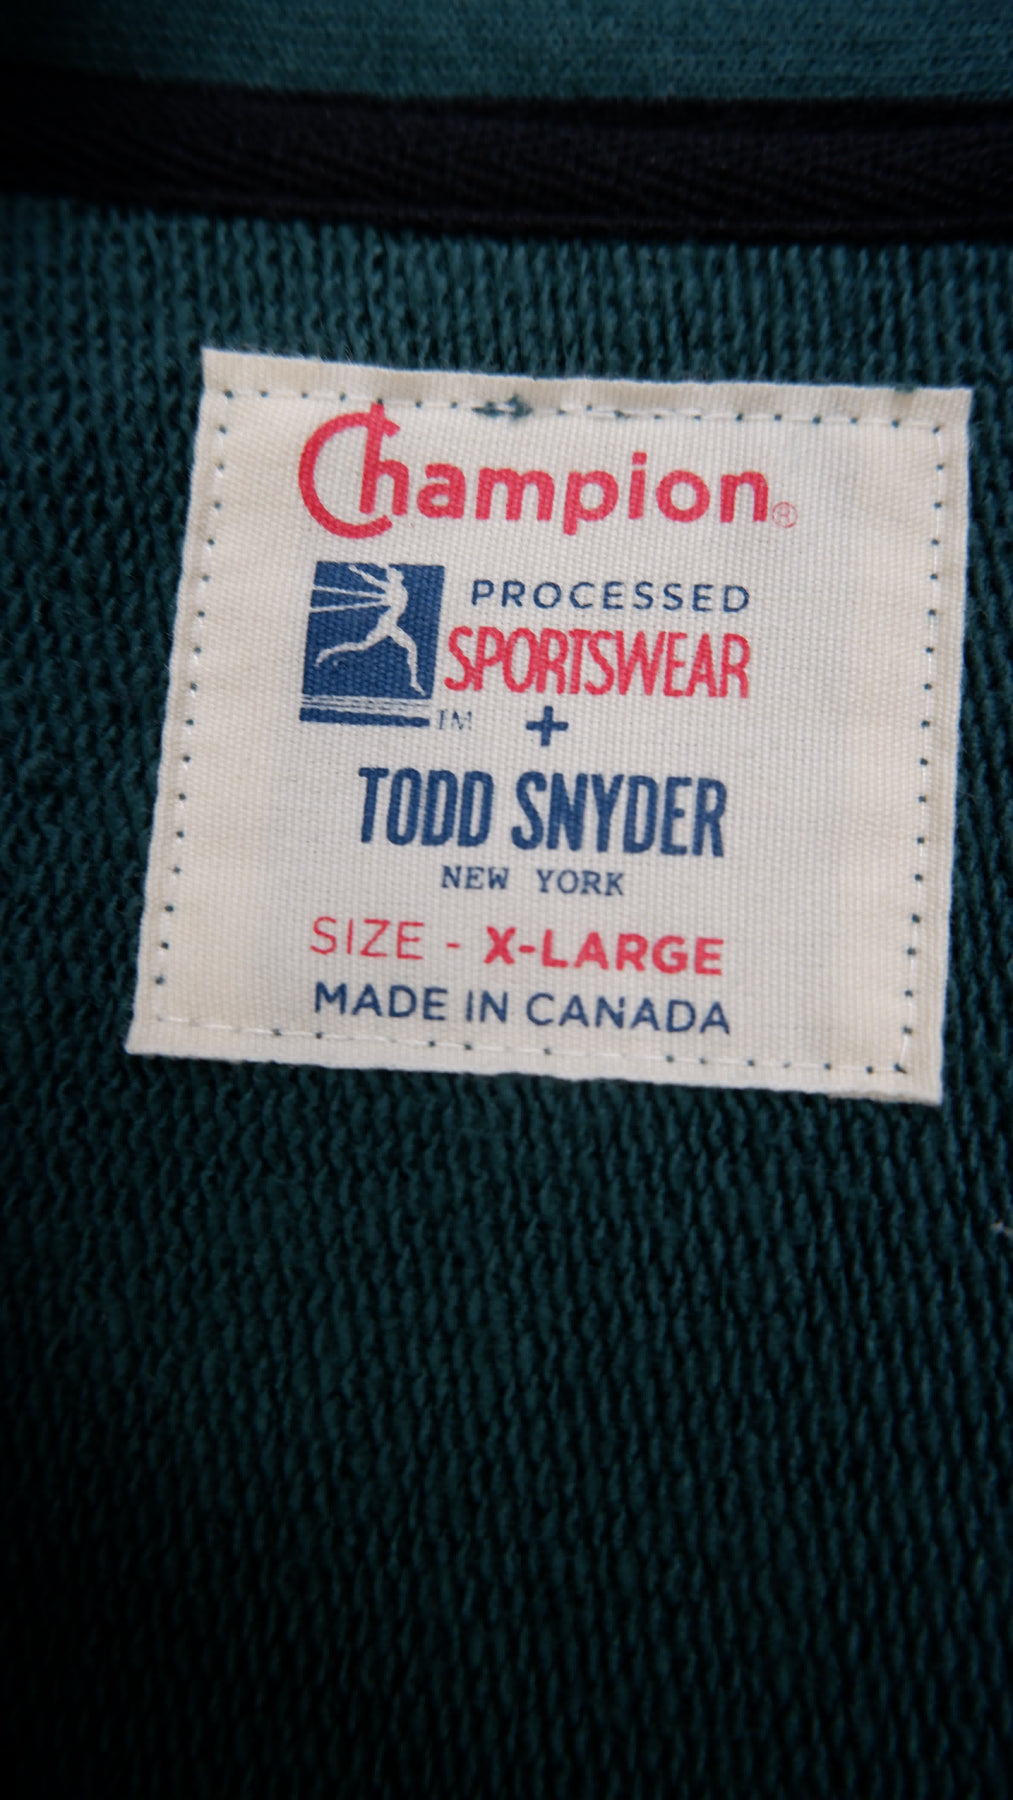 Champion®
PROCESSED
SPORTSWEAR
TM +
TODD SNYDER
NEW YORK
SIZE - X-LARGE
MADE IN CANADA